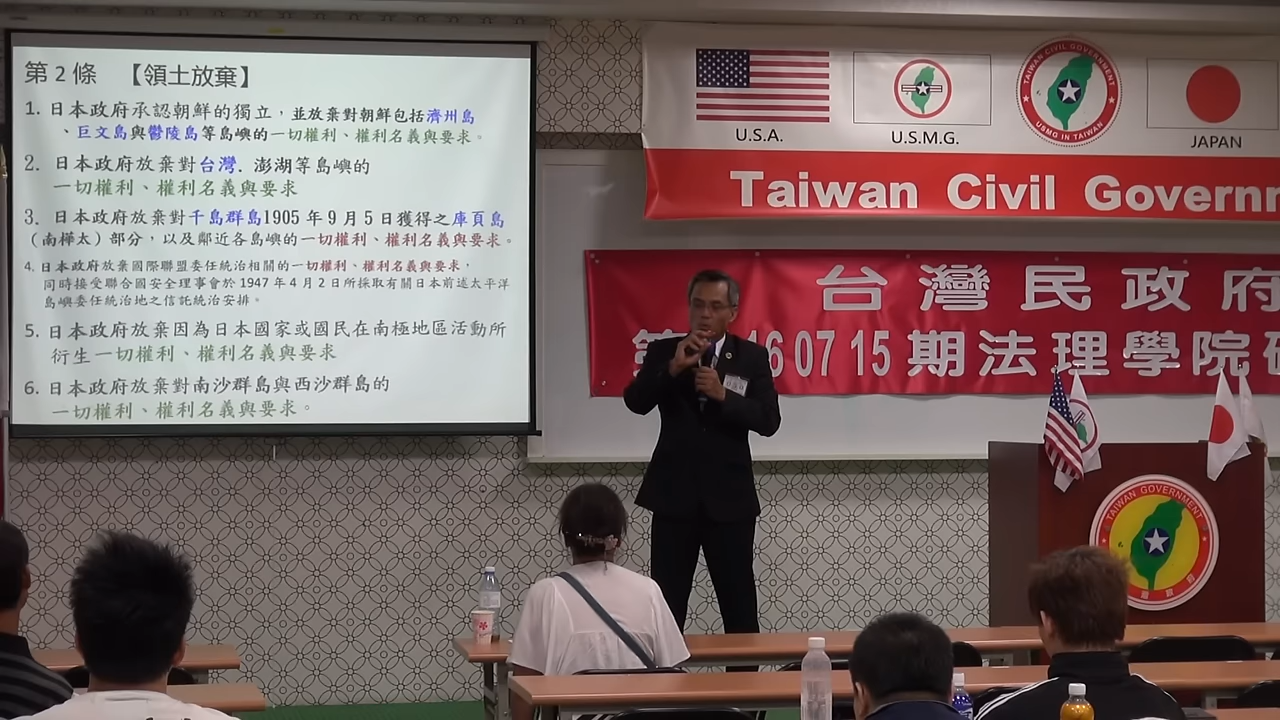 第 2 條 【領土放棄】
1. 日本政府承認朝鮮的獨立，並放棄對朝鮮包括濟州島
、巨文島與鬱陵島等島嶼的一切權利、權利名義與要求。
2. 日本政府放棄對台灣．澎湖等島嶼的
一切權利、權利名義與要求
3. 日本政府放棄對千島群島1905 年 9 月 5 日獲得之庫頁島
（南樺太）部分，以及鄰近各島嶼的一切權利、權利名義與要求。
4. 日本政府放棄國際聯盟委任統治相關的一切權利、權利名義與要求，
同時接受聯合國安全理事會於 1947 年 4 月 2 日所採取有關日本前述太平洋
島嶼委任統治地之信託統治安排。
5. 日本政府放棄因為日本國家或國民在南極地區活動所
衍生一切權利、權利名義與要求
6. 日本政府放棄對南沙群島與西沙群島的
一切權利、權利名義與要求。
U.S.A.
U.S.M.G.
TAIWAN CIVIL GOVERNMENT
USMG IN TAIWAN
JAPAN
Taiwan Civil Governm
台灣民政府
第 16 07 15 期法理學院研
TAIWAN GOVERNMENT